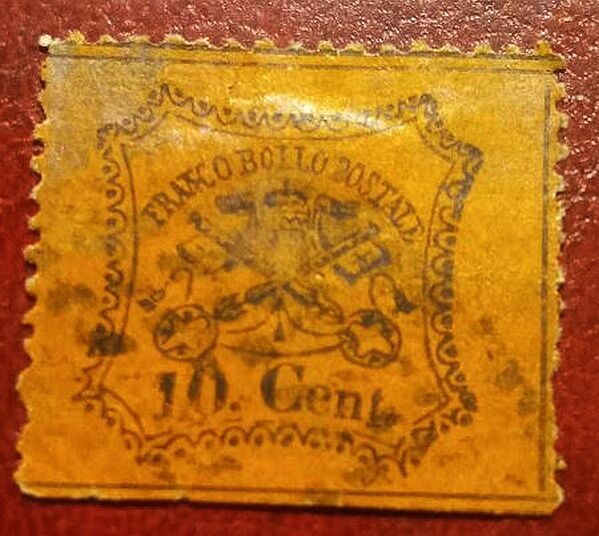 FRANCO BOLLO POSTALE
10. Cent.